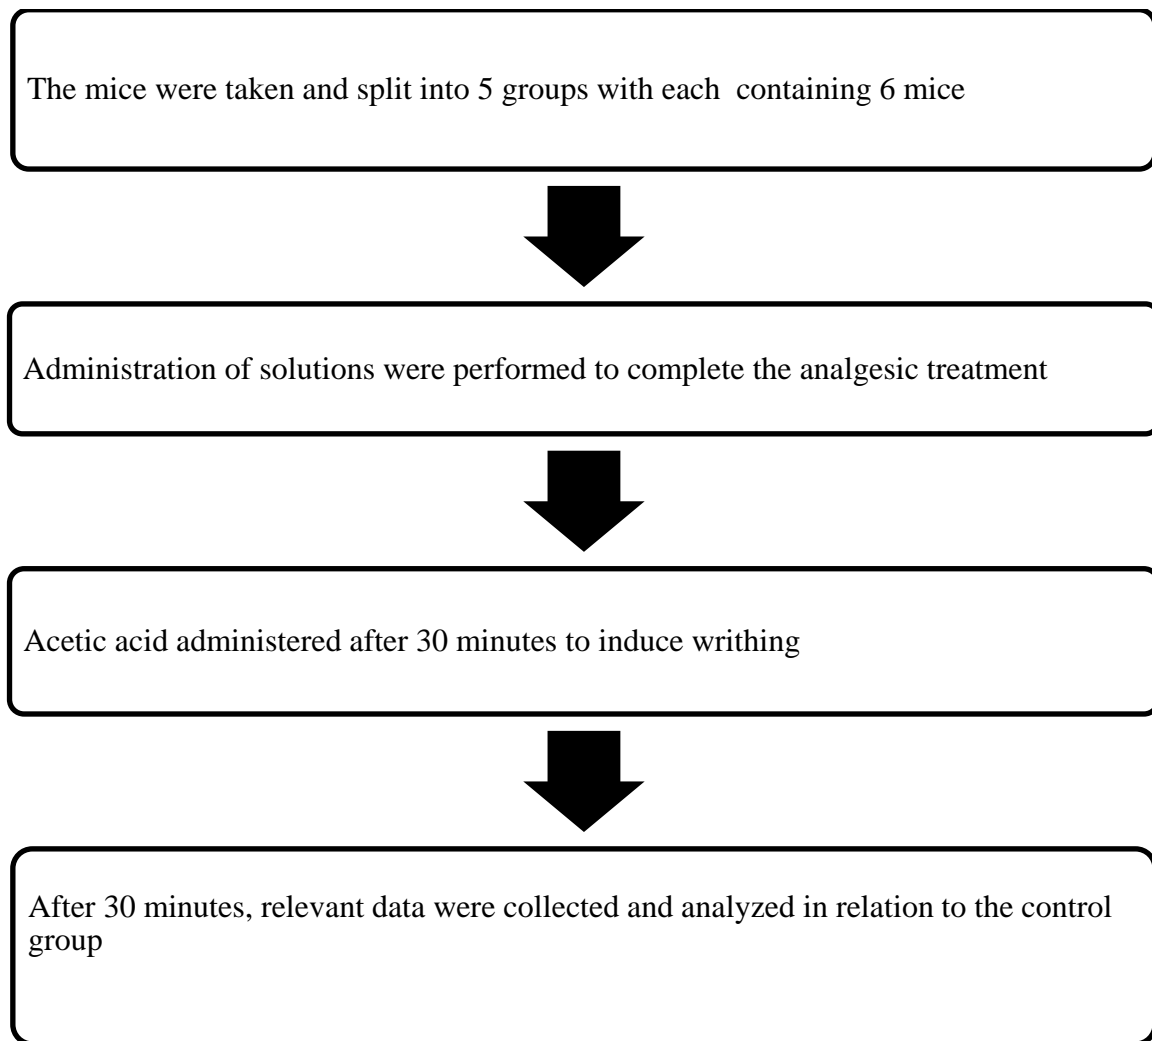 The mice were taken and split into 5 groups with each containing 6 mice
Administration of solutions were performed to complete the analgesic treatment
Acetic acid administered after 30 minutes to induce writhing
After 30 minutes, relevant data were collected and analyzed in relation to the control
group